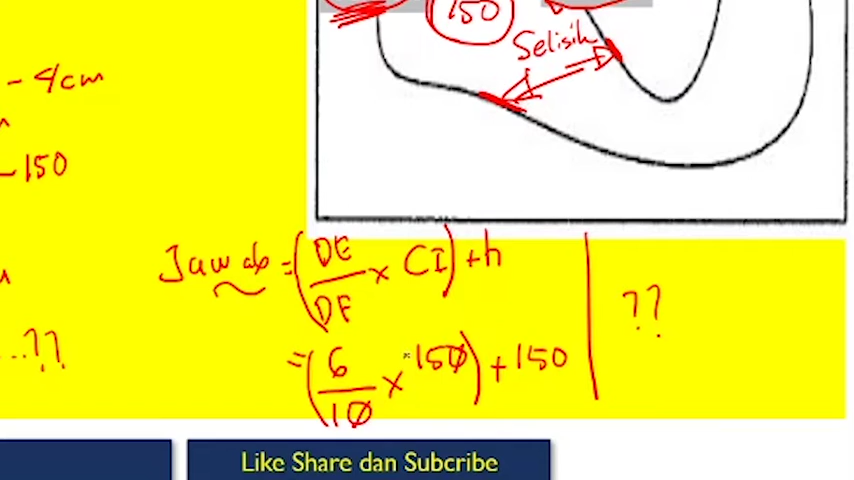 150
Selisih
- 4cm
- 150
Jawab = (DE/DF × CI) + h
= (6/10 × 150) + 150
??
...??
Like Share dan Subcribe